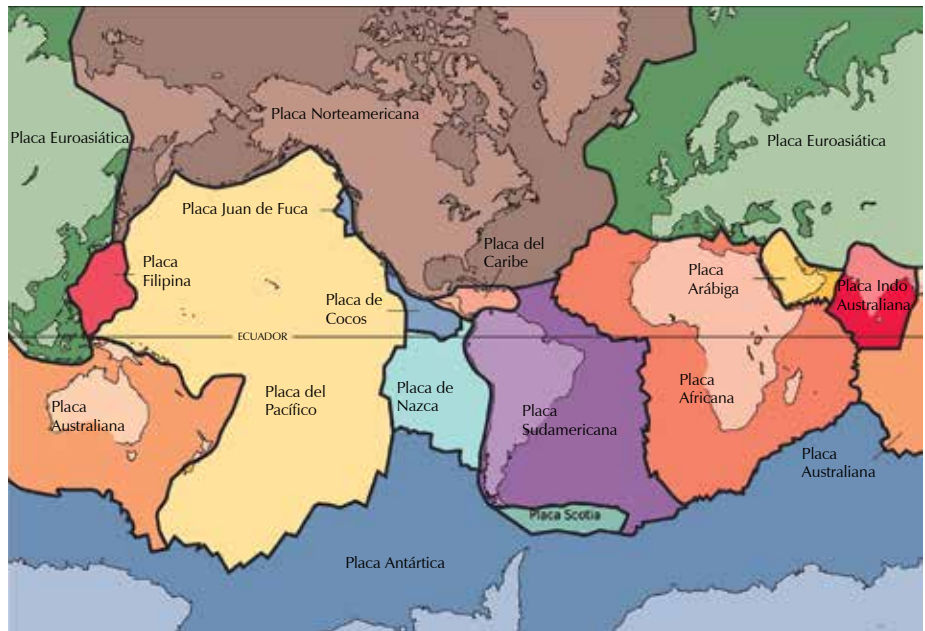 Placa Norteamericana
Placa Euroasiática
Placa Euroasiática
Placa Juan de Fuca
Placa del
Caribe
Placa
Filipina
Placa
Arábiga
Placa Indo
Australiana
Placa de
Cocos
ECUADOR
Placa del
Pacífico
Placa de
Nazca
Placa
Africana
Placa
Australiana
Placa
Sudamericana
Placa
Australiana
Placa Scotia
Placa Antártica